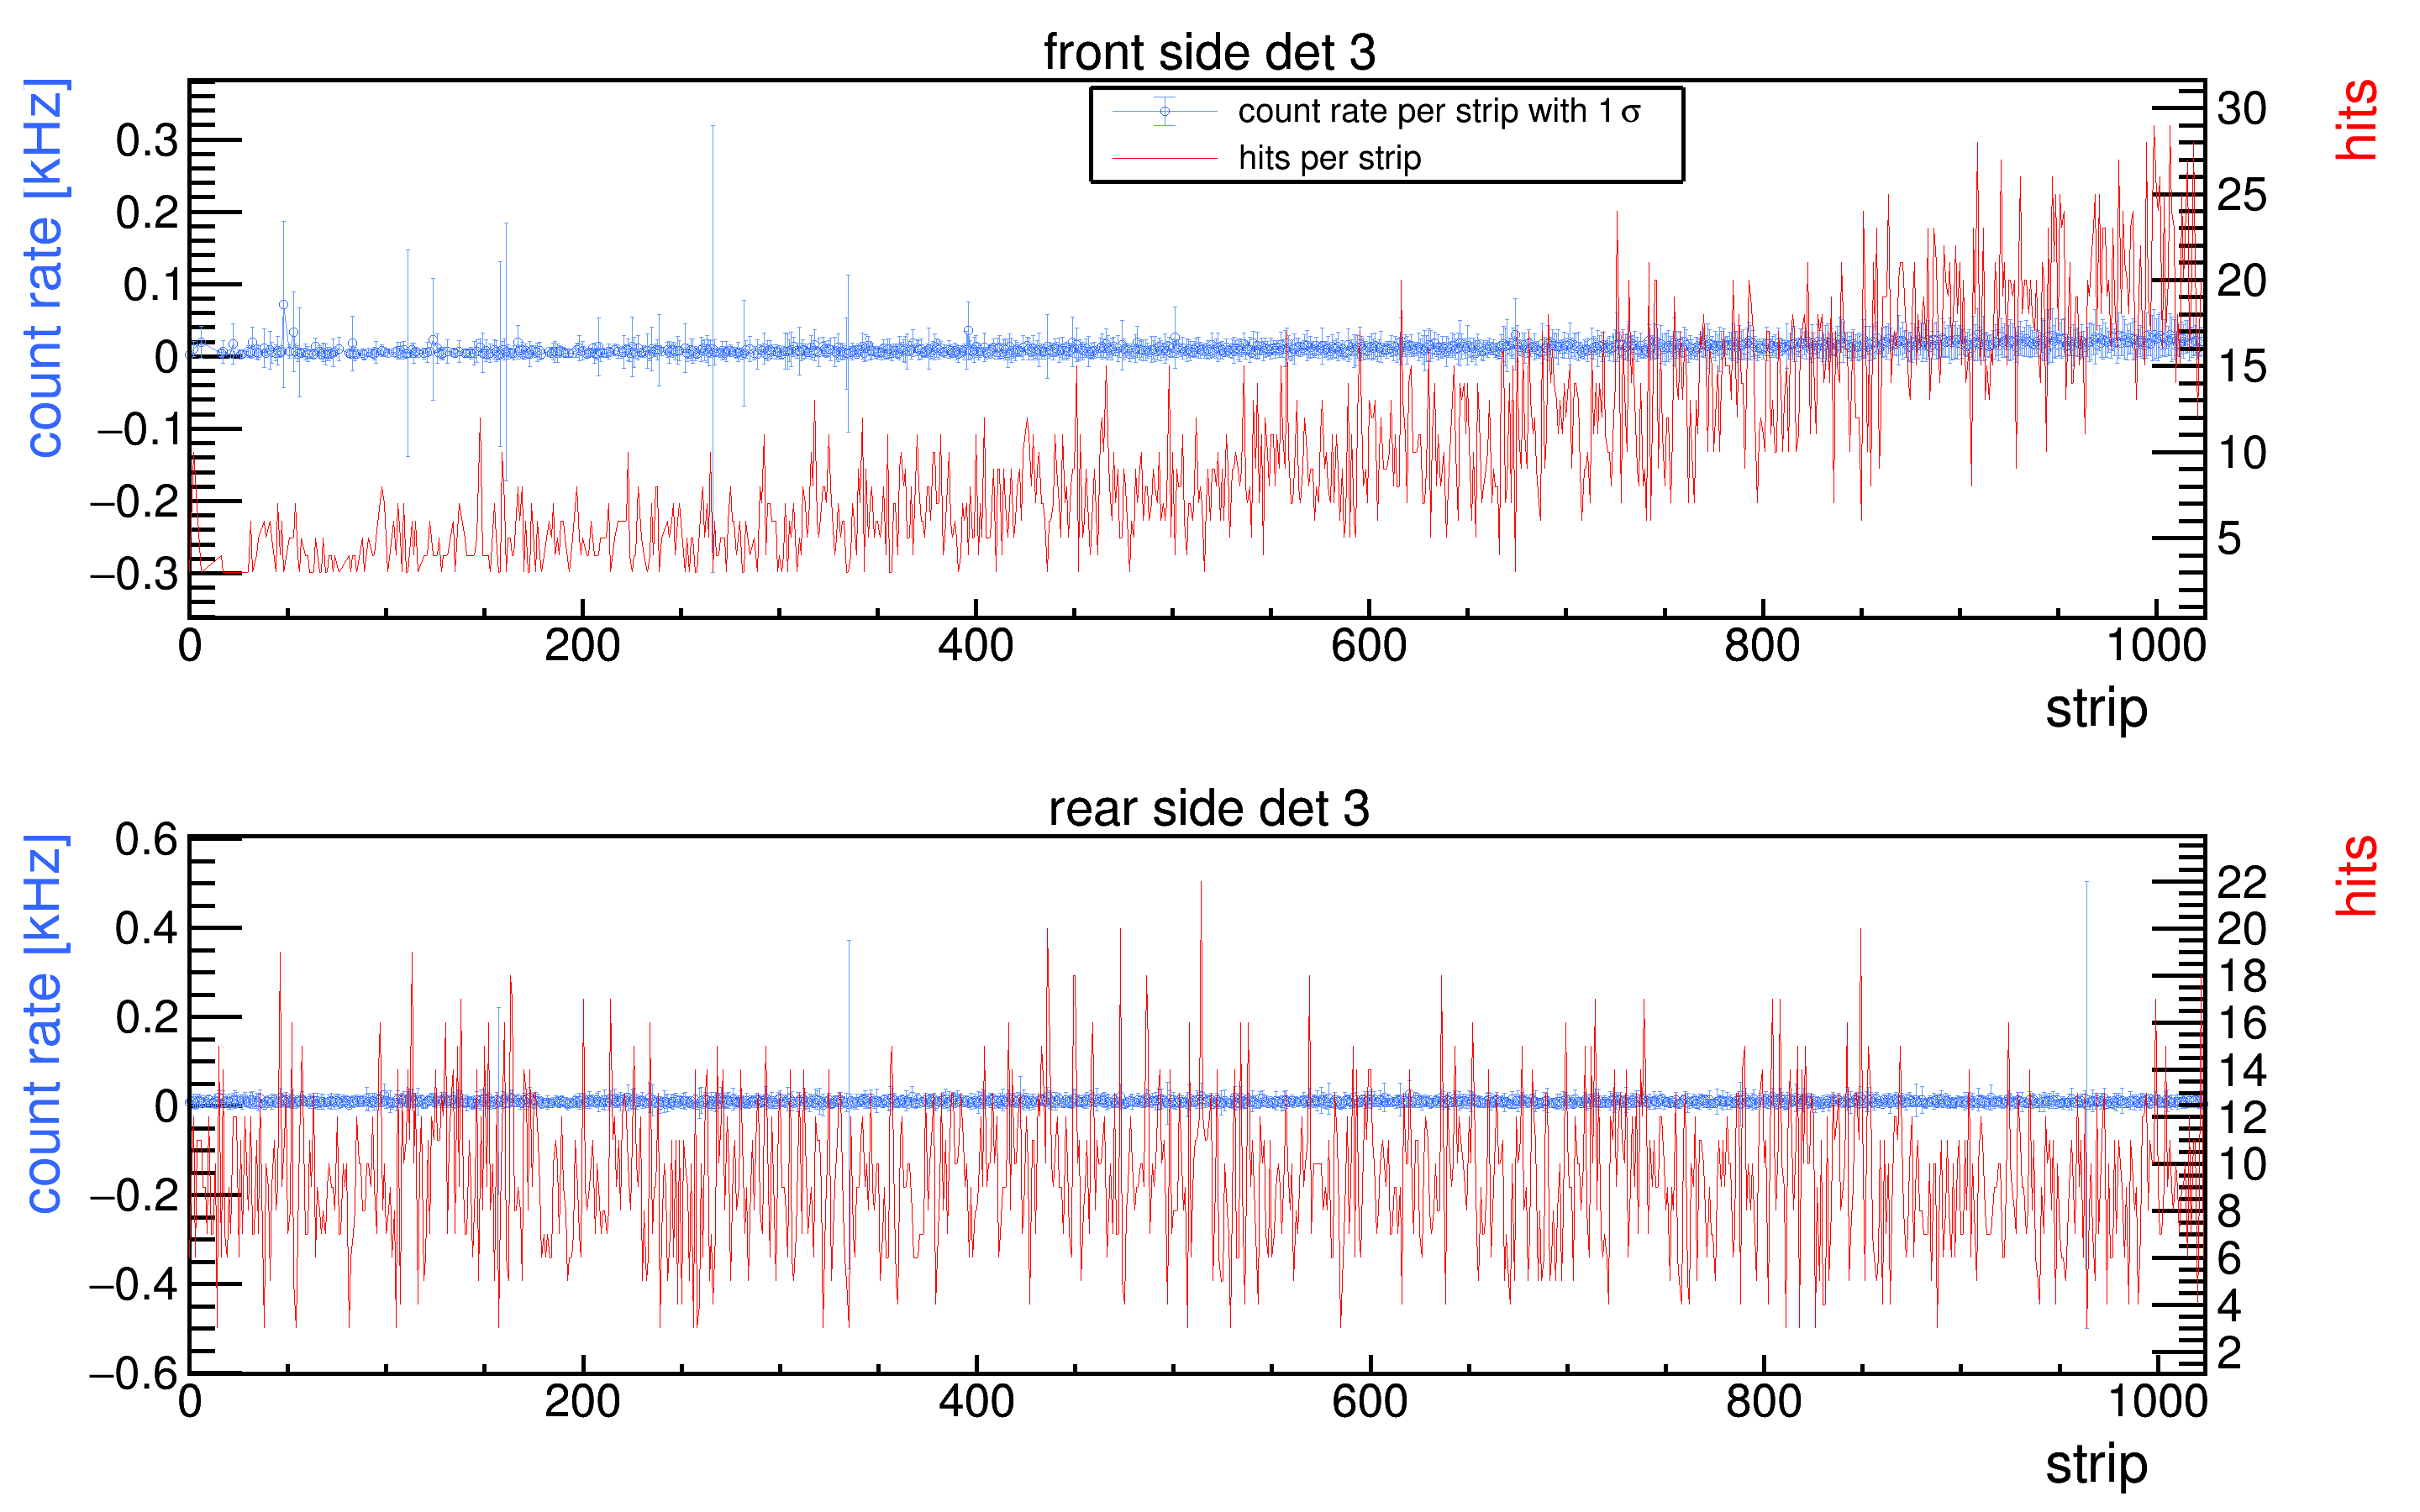 front side det 3
count rate [kHz]
hits
count rate per strip with 1 σ
hits per strip
0.3
0.2
0.1
0
−0.1
−0.2
−0.3
30
25
20
15
10
5
0 200 400 600 800 1000
strip
rear side det 3
count rate [kHz]
hits
0.6
0.4
0.2
0
−0.2
−0.4
−0.6
22
20
18
16
14
12
10
8
6
4
2
0 200 400 600 800 1000
strip